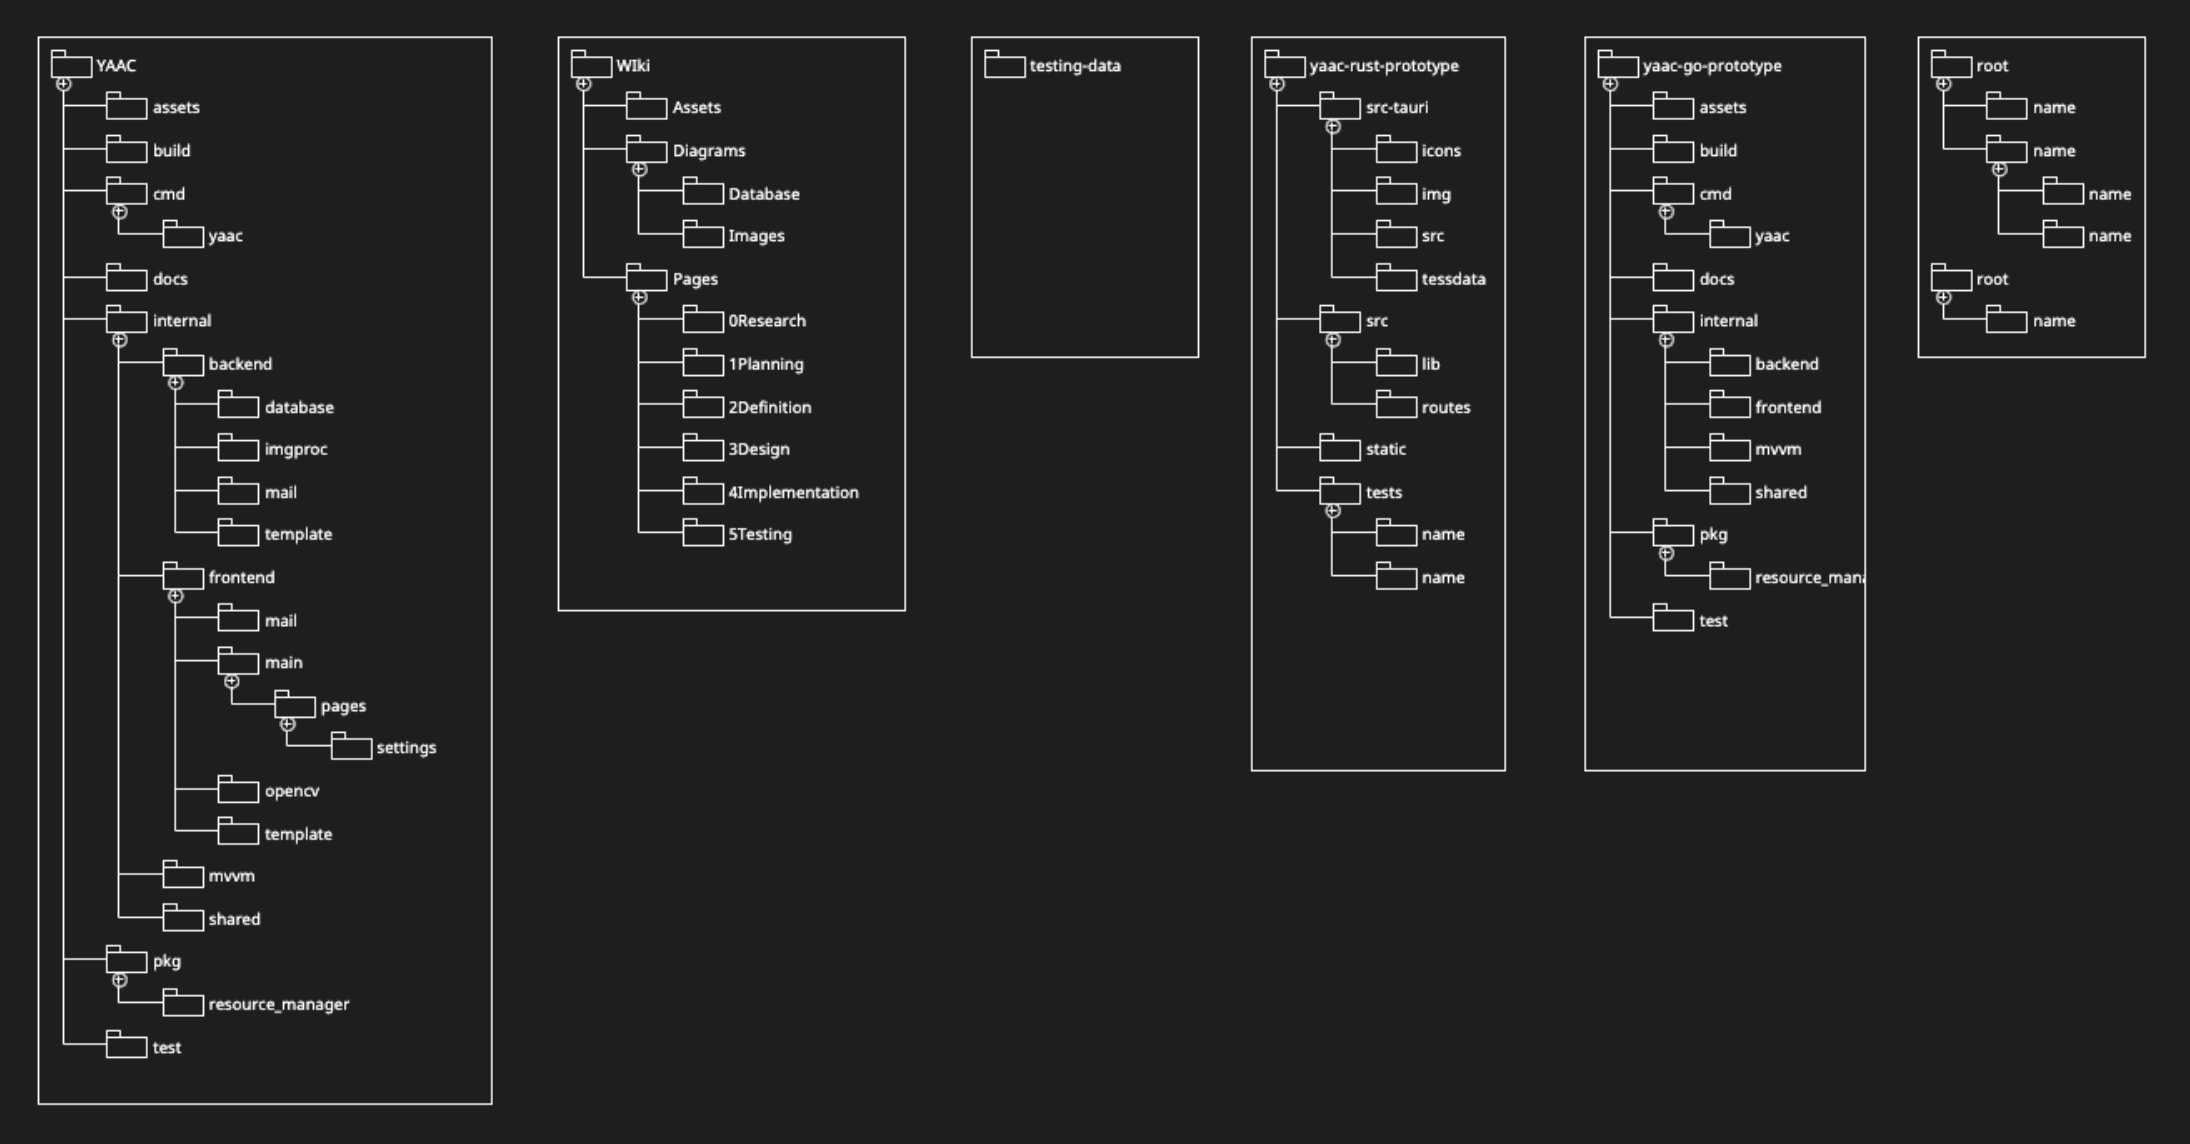 YAAC
assets
build
cmd
yaac
docs
internal
backend
database
imgproc
mail
template
frontend
mail
main
pages
settings
opencv
template
mvvm
shared
pkg
resource_manager
test
WIki
Assets
Diagrams
Database
Images
Pages
0Research
1Planning
2Definition
3Design
4Implementation
5Testing
testing-data
yaac-rust-prototype
src-tauri
icons
img
src
tessdata
src
lib
routes
static
tests
name
name
yaac-go-prototype
assets
build
cmd
yaac
docs
internal
backend
frontend
mvvm
shared
pkg
resource_mana
test
root
name
name
name
name
root
name